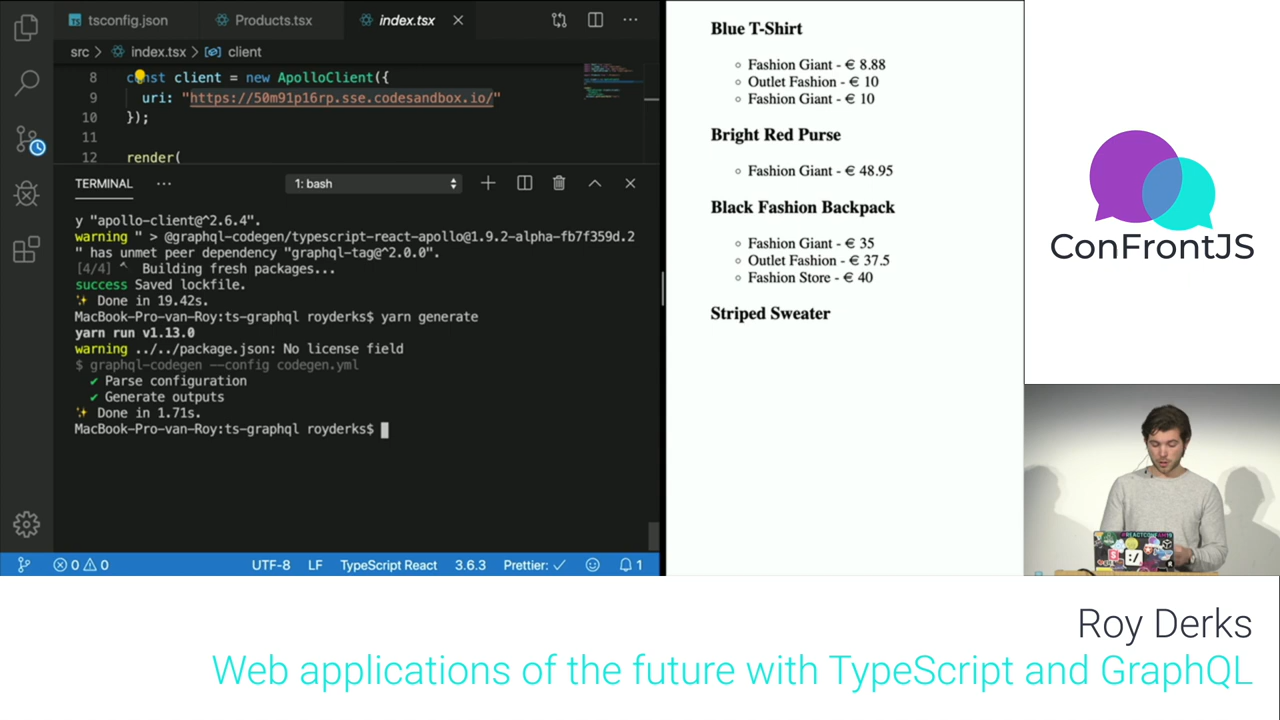 tsconfig.json Products.tsx index.tsx
src > index.tsx > client
8 const client = new ApolloClient({
9 uri: "https://50m91p16rp.sse.codesandbox.io/"
10 });
11
12 render(
TERMINAL ··· 1: bash
y "apollo-client@^2.6.4".
warning " > @graphql-codegen/typescript-react-apollo@1.9.2-alpha-fb7f359d.2
" has unmet peer dependency "graphql-tag@^2.0.0".
[4/4] ⌃ Building fresh packages...
success Saved lockfile.
✨ Done in 19.42s.
MacBook-Pro-van-Roy:ts-graphql royderks$ yarn generate
yarn run v1.13.0
warning ../../package.json: No license field
$ graphql-codegen --config codegen.yml
✔ Parse configuration
✔ Generate outputs
✨ Done in 1.71s.
MacBook-Pro-van-Roy:ts-graphql royderks$
0 0 UTF-8 LF TypeScript React 3.6.3 Prettier: ✓ 1
Blue T-Shirt
Fashion Giant - € 8.88
Outlet Fashion - € 10
Fashion Giant - € 10
Bright Red Purse
Fashion Giant - € 48.95
Black Fashion Backpack
Fashion Giant - € 35
Outlet Fashion - € 37.5
Fashion Store - € 40
Striped Sweater
ConFrontJS
Roy Derks
Web applications of the future with TypeScript and GraphQL